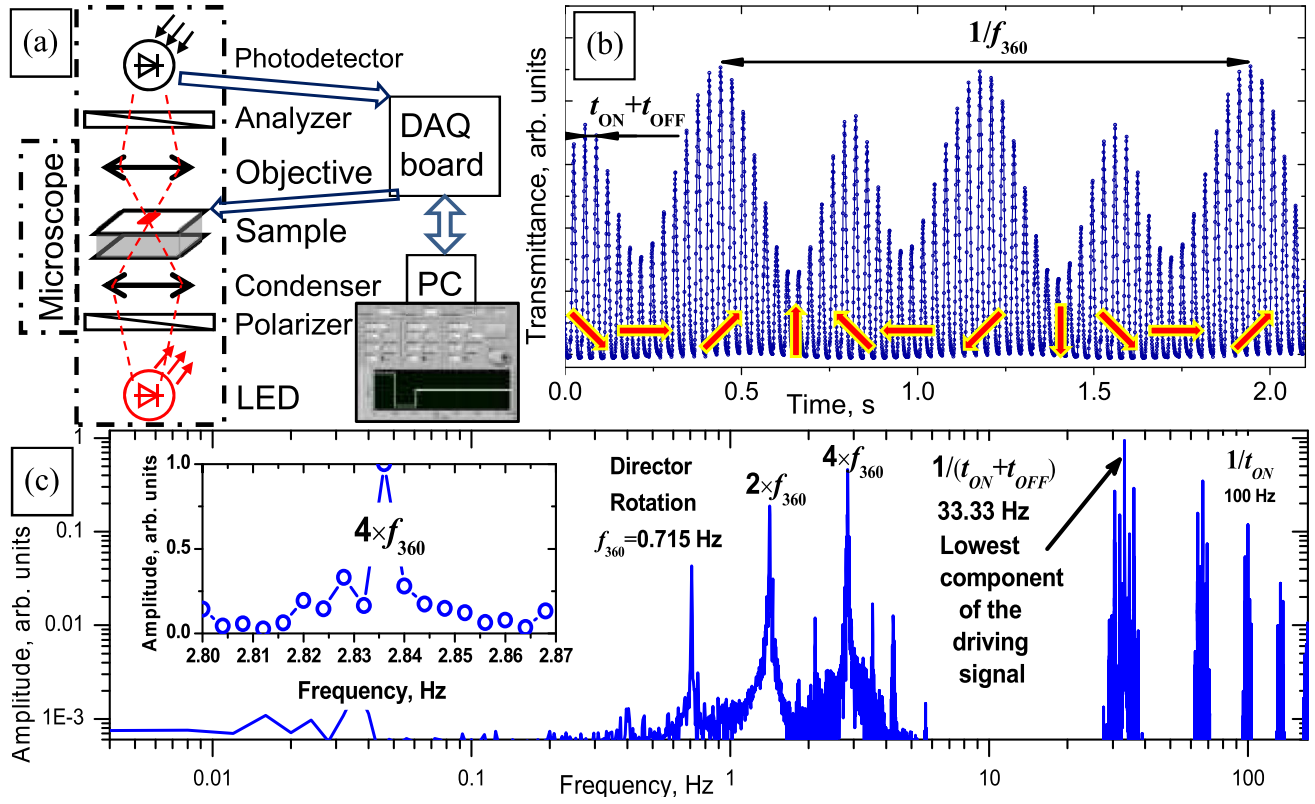 (a)
Photodetector
Analyzer
Objective
Sample
Condenser
Polarizer
LED
Microscope
DAQ
board
PC
(b)
Transmittance, arb. units
1/f360
tON+tOFF
0.0 0.5 1.0 1.5 2.0
Time, s
(c)
Amplitude, arb. units
1
0.1
0.01
1E-3
Amplitude, arb. units
1.0
0.5
0.0
4×f360
2.80 2.81 2.82 2.83 2.84 2.85 2.86 2.87
Frequency, Hz
Director
Rotation
f360=0.715 Hz
2×f360
4×f360
1/(tON+tOFF)
33.33 Hz
Lowest
component
of the
driving
signal
1/tON
100 Hz
0.01 0.1 1 10 100
Frequency, Hz